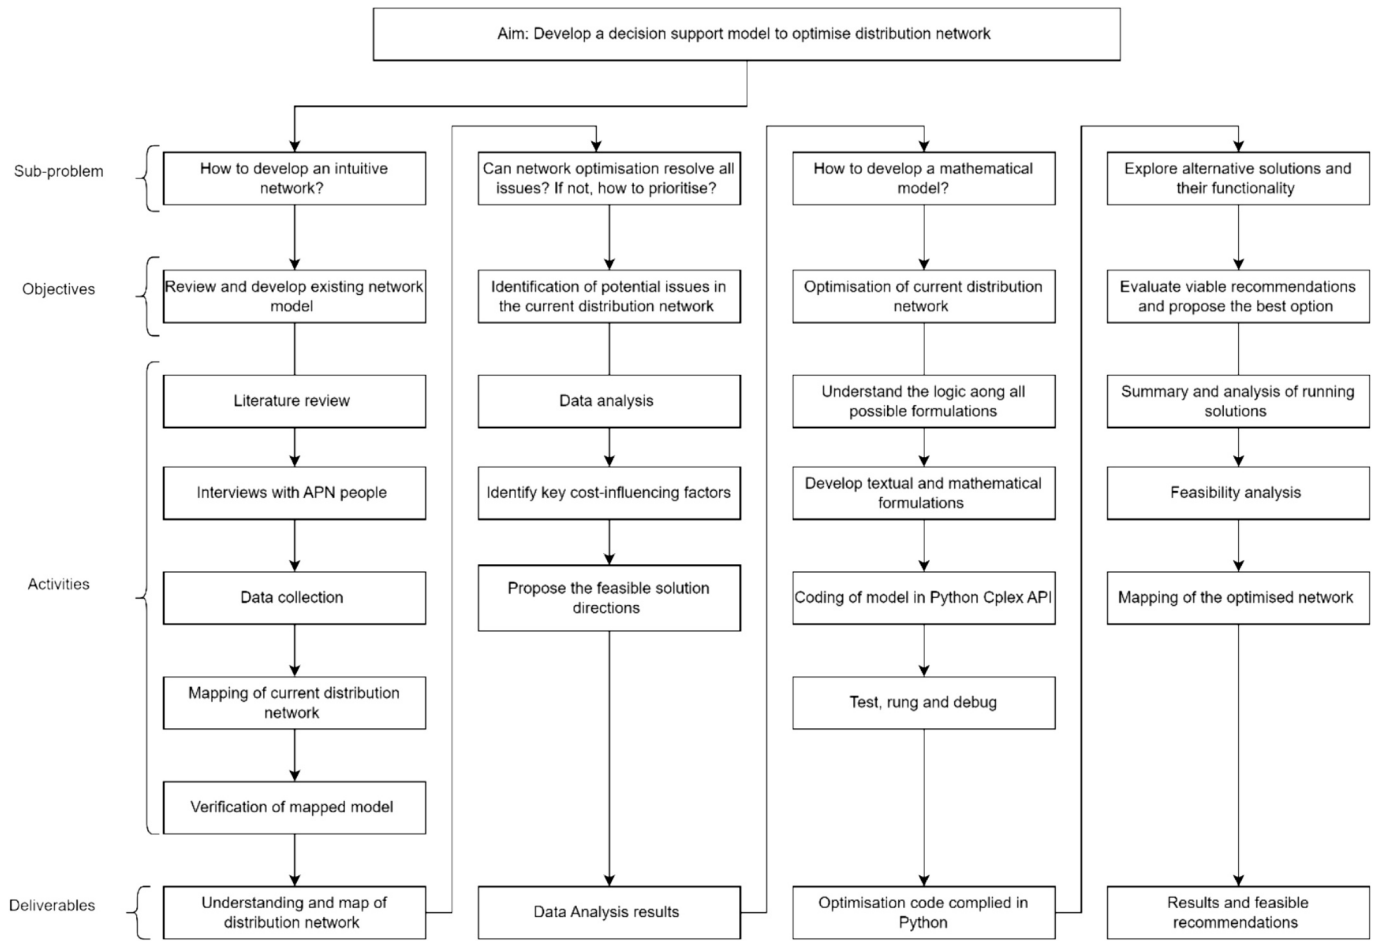 Aim: Develop a decision support model to optimise distribution network
Sub-problem
How to develop an intuitive
network?
Can network optimisation resolve all
issues? If not, how to prioritise?
How to develop a mathematical
model?
Explore alternative solutions and
their functionality
Objectives
Review and develop existing network
model
Identification of potential issues in
the current distribution network
Optimisation of current distribution
network
Evaluate viable recommendations
and propose the best option
Activities
Literature review
Data analysis
Understand the logic aong all
possible formulations
Summary and analysis of running
solutions
Interviews with APN people
Identify key cost-influencing factors
Develop textual and mathematical
formulations
Feasibility analysis
Data collection
Propose the feasible solution
directions
Coding of model in Python Cplex API
Mapping of the optimised network
Mapping of current distribution
network
Test, rung and debug
Verification of mapped model
Deliverables
Understanding and map of
distribution network
Data Analysis results
Optimisation code complied in
Python
Results and feasible
recommendations